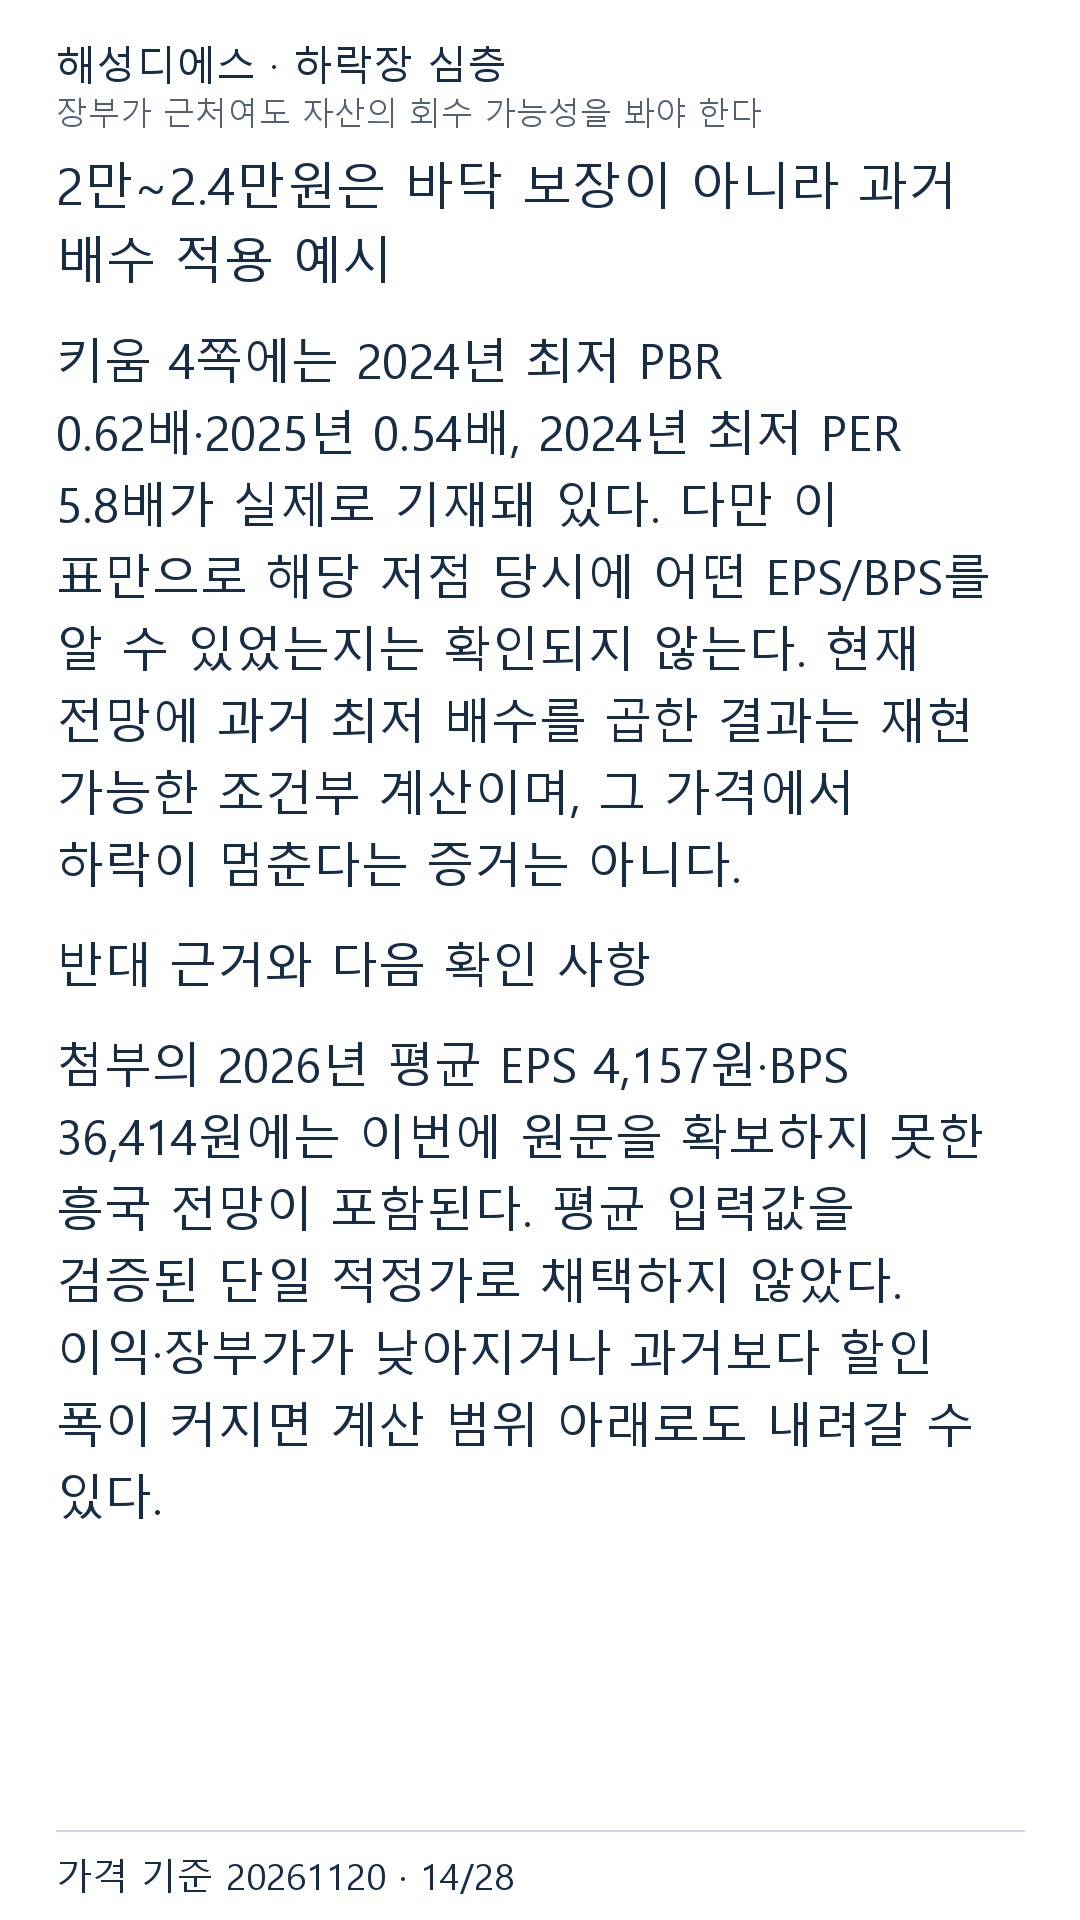 해성디에스 · 하락장 심층
장부가 근처여도 자산의 회수 가능성을 봐야 한다
2만~2.4만원은 바닥 보장이 아니라 과거
배수 적용 예시
키움 4쪽에는 2024년 최저 PBR
0.62배·2025년 0.54배, 2024년 최저 PER
5.8배가 실제로 기재돼 있다. 다만 이
표만으로 해당 저점 당시에 어떤 EPS/BPS를
알 수 있었는지는 확인되지 않는다. 현재
전망에 과거 최저 배수를 곱한 결과는 재현
가능한 조건부 계산이며, 그 가격에서
하락이 멈춘다는 증거는 아니다.
반대 근거와 다음 확인 사항
첨부의 2026년 평균 EPS 4,157원·BPS
36,414원에는 이번에 원문을 확보하지 못한
흥국 전망이 포함된다. 평균 입력값을
검증된 단일 적정가로 채택하지 않았다.
이익·장부가가 낮아지거나 과거보다 할인
폭이 커지면 계산 범위 아래로도 내려갈 수
있다.
가격 기준 20261120 · 14/28